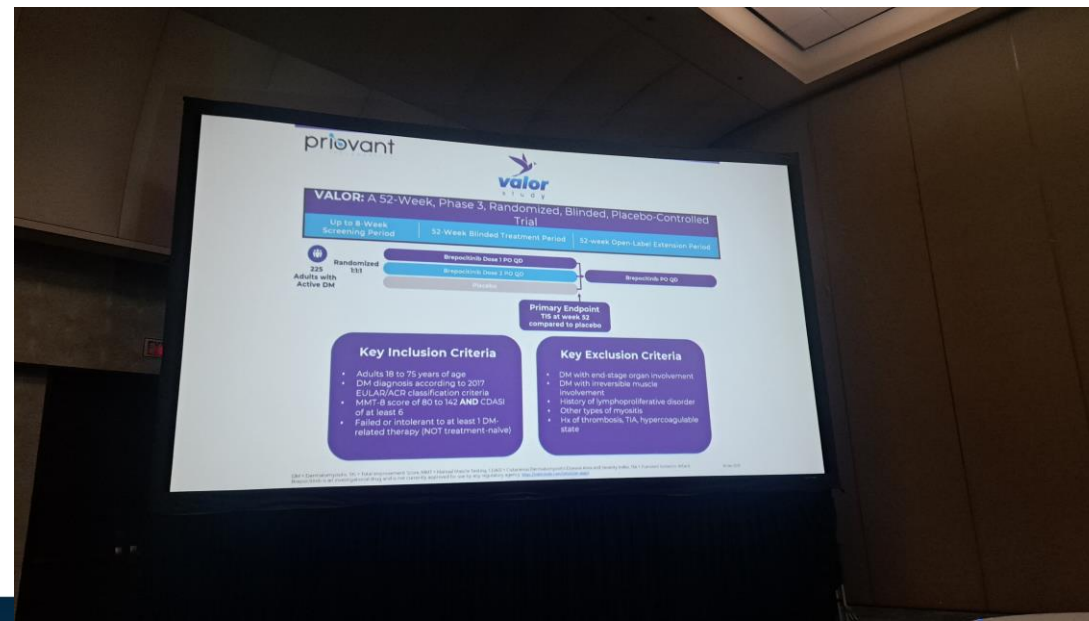 priovant
valor
study
VALOR: A 52-Week, Phase 3, Randomized, Blinded, Placebo-Controlled
Trial
Up to 8-Week
Screening Period
52-Week Blinded Treatment Period
52-week Open-Label Extension Period
225
Adults with
Active DM
Randomized
1:1:1
Brepocitinib Dose 1 PO QD
Brepocitinib Dose 2 PO QD
Placebo
Brepocitinib PO QD
Primary Endpoint
TIS at week 52
compared to placebo
Key Inclusion Criteria
• Adults 18 to 75 years of age
• DM diagnosis according to 2017
EULAR/ACR classification criteria
• MMT-8 score of 80 to 142 AND CDASI
of at least 6
• Failed or intolerant to at least 1 DM-
related therapy (NOT treatment-naïve)
Key Exclusion Criteria
• DM with end-stage organ involvement
• DM with irreversible muscle
involvement
• History of lymphoproliferative disorder
• Other types of myositis
• Hx of thrombosis, TIA, hypercoagulable
state